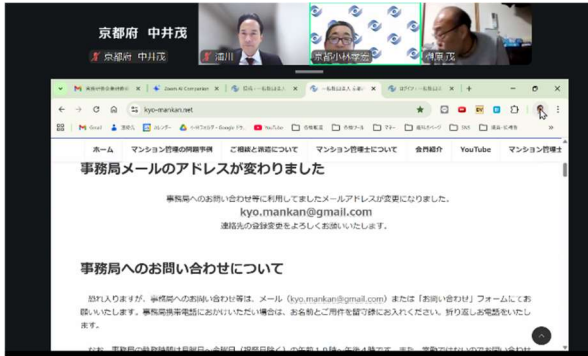 京都府 中井茂
京都府 中井茂
浦川
京都小林学宏
榊原 茂
kyo-mankan.net
Gmail
YouTube
ホーム マンション管理の問題事例 ご相談と派遣について マンション管理士について 会員紹介 YouTube マンション管理士
事務局メールのアドレスが変わりました
事務局へのお問い合わせ等に利用してましたメールアドレスが変更になりました。
kyo.mankan@gmail.com
連絡先の登録変更をよろしくお願いいたします。
事務局へのお問い合わせについて
恐れ入りますが、事務局へのお問い合わせ等は、メール（kyo.mankan@gmail.com）または「お問い合わせ」フォームにてお
願いいたします。事務局携帯電話におかけいただい場合は、お名前とご用件を留守録にお入れください。折り返しお電話をいたし
ます。